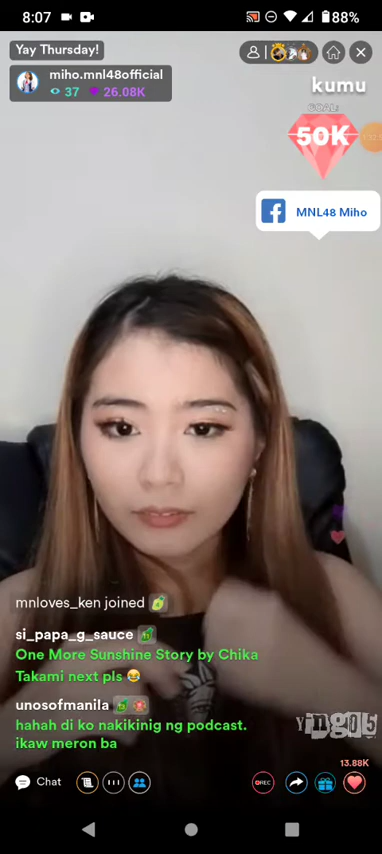 8:07
88%
Yay Thursday!
miho.mnl48official
37 26.08K
kumu
GOAL:
50K
MNL48 Miho
mnloves_ken joined
si_papa_g_sauce
One More Sunshine Story by Chika
Takami next pls 😂
unosofmanila
hahah di ko nakikinig ng podcast.
ikaw meron ba
Ying05
13.88K
Chat
REC